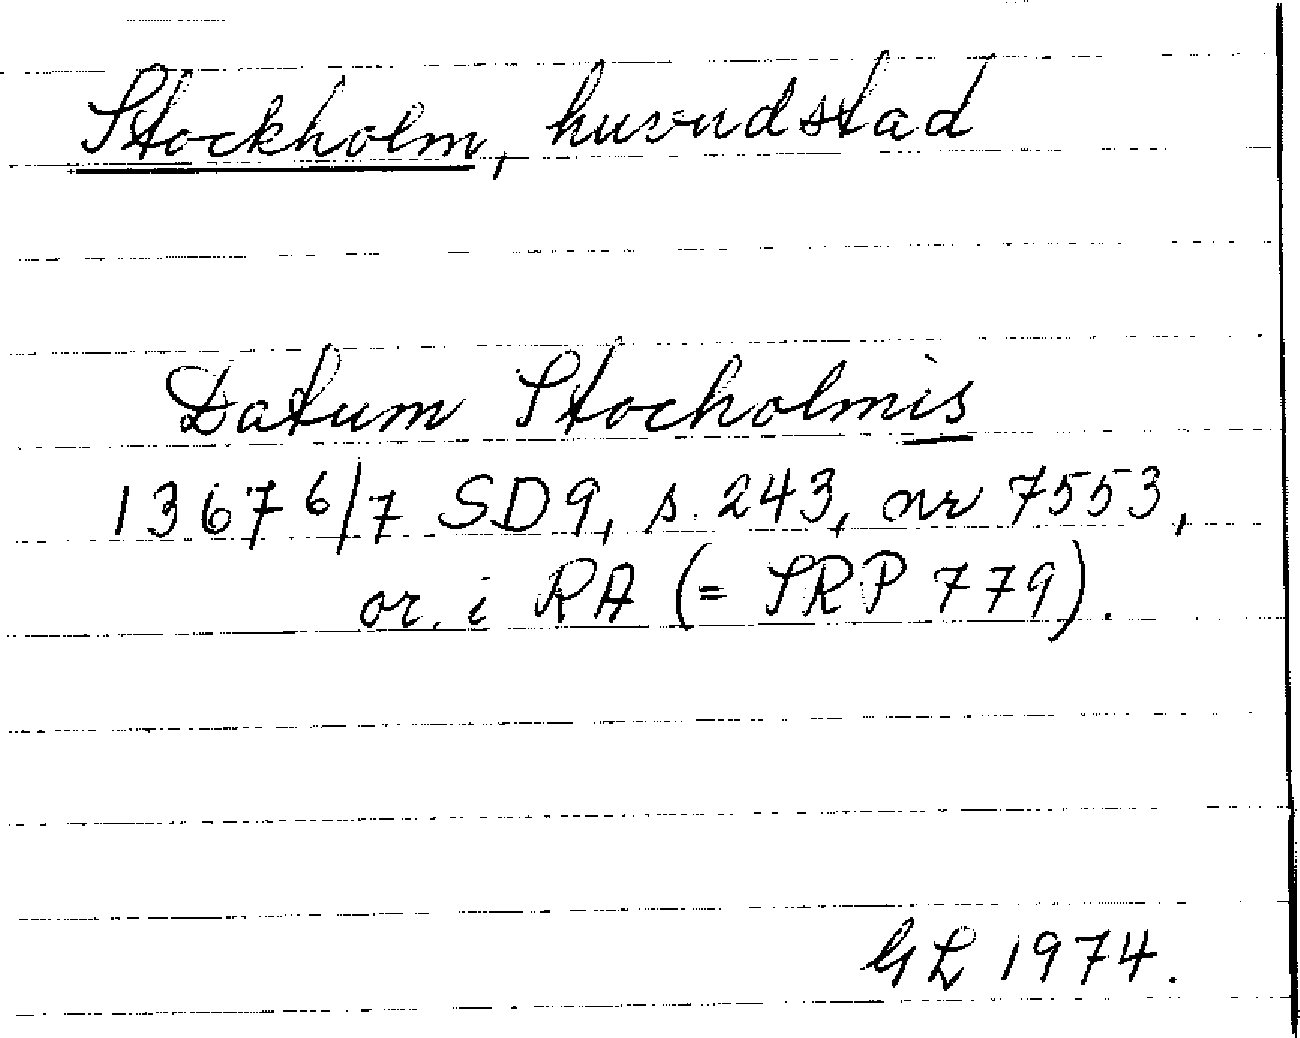 Stockholm, huvudstad
Datum Stocholmis
1367 6/7 SD9, s. 243, nr 7553,
or. i RA (= SRP 779).
GL 1974.